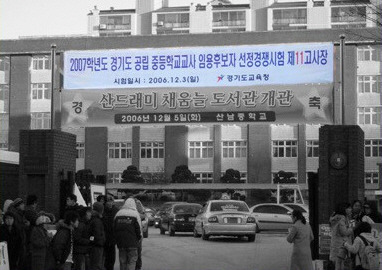 2007학년도 경기도 공립 중등학교교사 임용후보자 선정경쟁시험 제11고사장
시험일시 : 2006.12.3(일) 경기도교육청
경 산드래미 채움늘 도서관 개관 축
2006년 12월 5일(화) 산남중학교